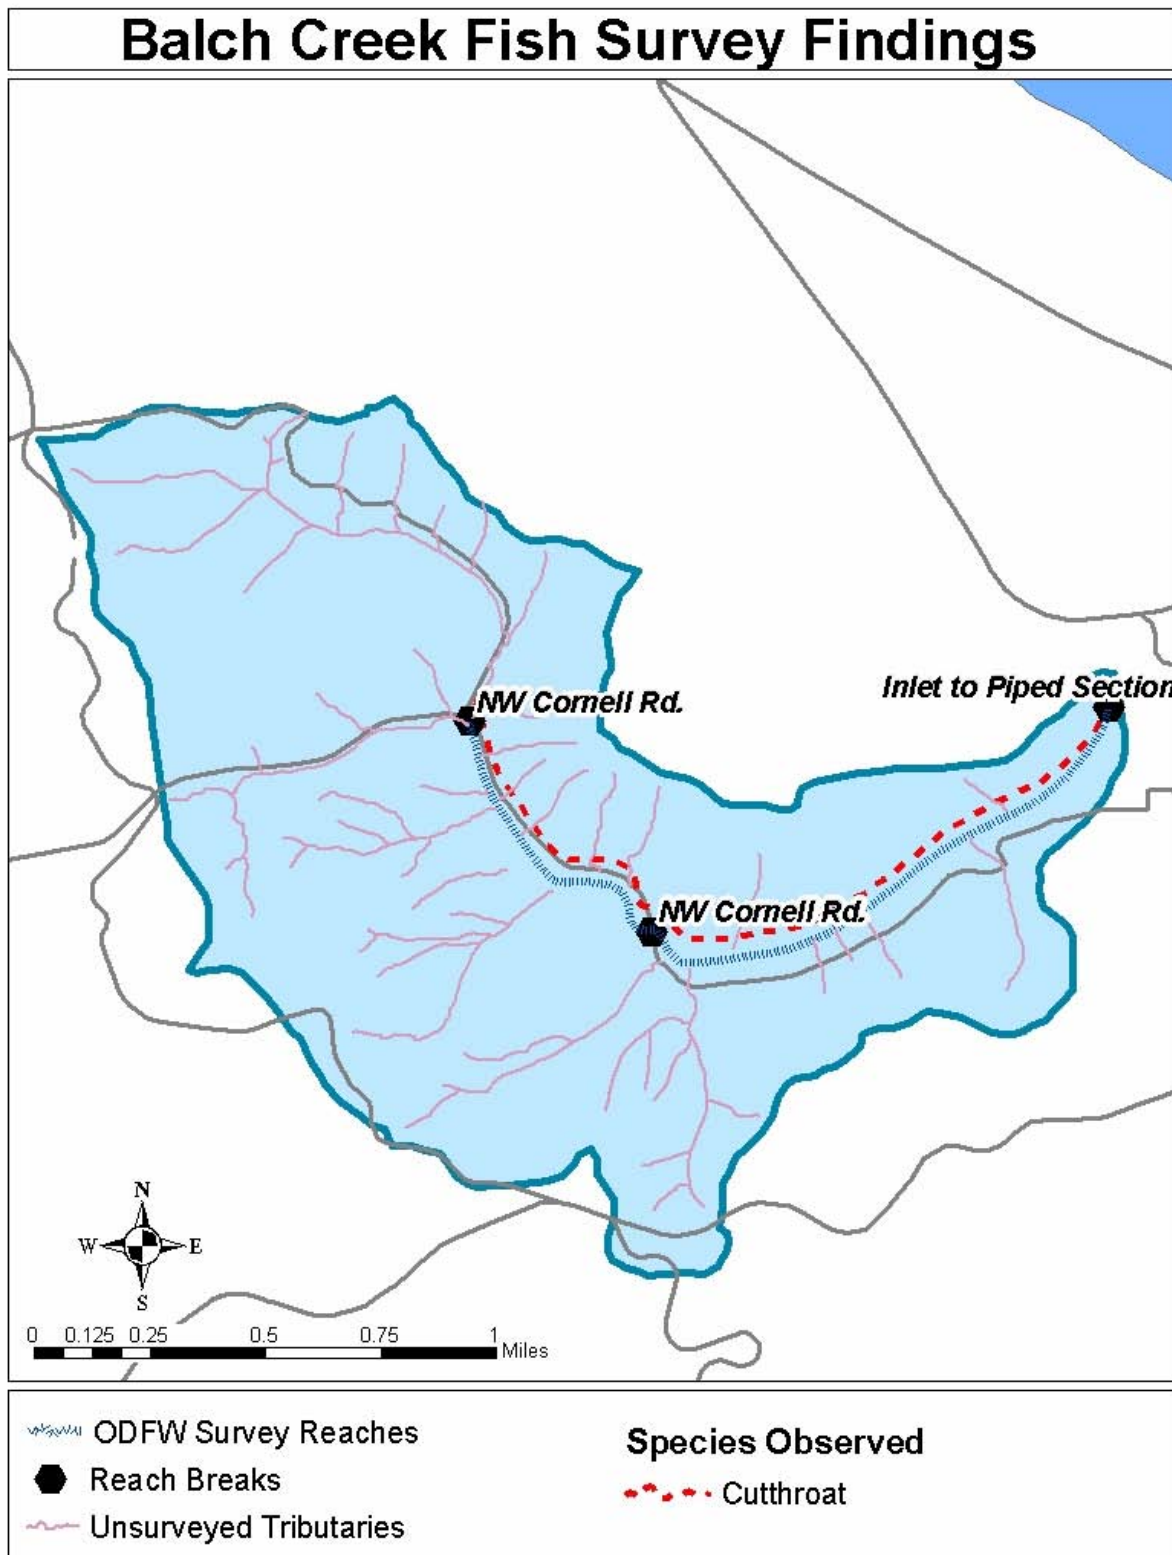 Balch Creek Fish Survey Findings
Inlet to Piped Section
NW Cornell Rd.
NW Cornell Rd.
N
W E
S
0 0.125 0.25 0.5 0.75 1
Miles
ODFW Survey Reaches
Reach Breaks
Unsurveyed Tributaries
Species Observed
Cutthroat